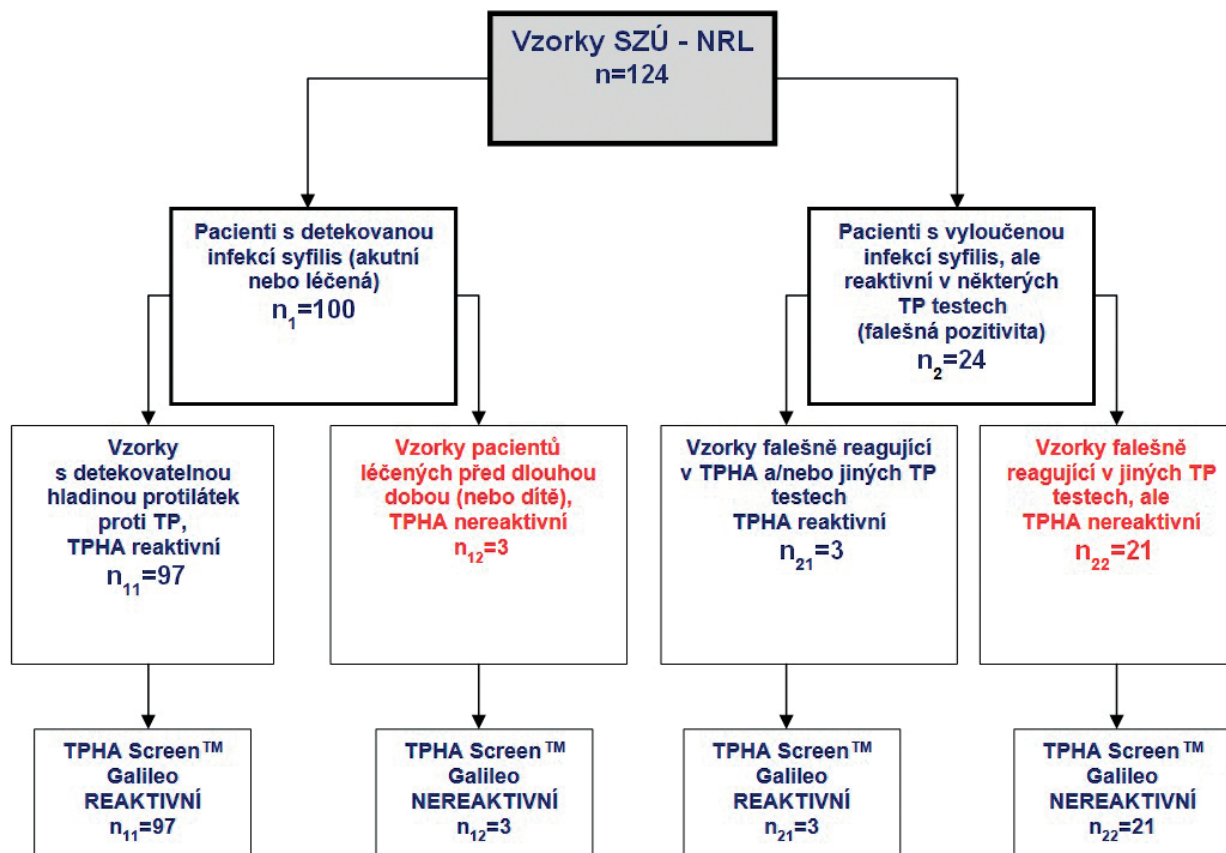 Vzorky SZÚ - NRL
n=124
Pacienti s detekovanou
infekcí syfilis (akutní
nebo léčená)
n₁=100
Pacienti s vyloučenou
infekcí syfilis, ale
reaktivní v některých
TP testech
(falešná pozitivita)
n₂=24
Vzorky
s detekovatelnou
hladinou protilátek
proti TP,
TPHA reaktivní
n₁₁=97
Vzorky pacientů
léčených před dlouhou
dobou (nebo dítě),
TPHA nereaktivní
n₁₂=3
Vzorky falešně reagující
v TPHA a/nebo jiných TP
testech
TPHA reaktivní
n₂₁=3
Vzorky falešně
reagující v jiných TP
testech, ale
TPHA nereaktivní
n₂₂=21
TPHA Screen™
Galileo
REAKTIVNÍ
n₁₁=97
TPHA Screen™
Galileo
NEREAKTIVNÍ
n₁₂=3
TPHA Screen™
Galileo
REAKTIVNÍ
n₂₁=3
TPHA Screen™
Galileo
NEREAKTIVNÍ
n₂₂=21